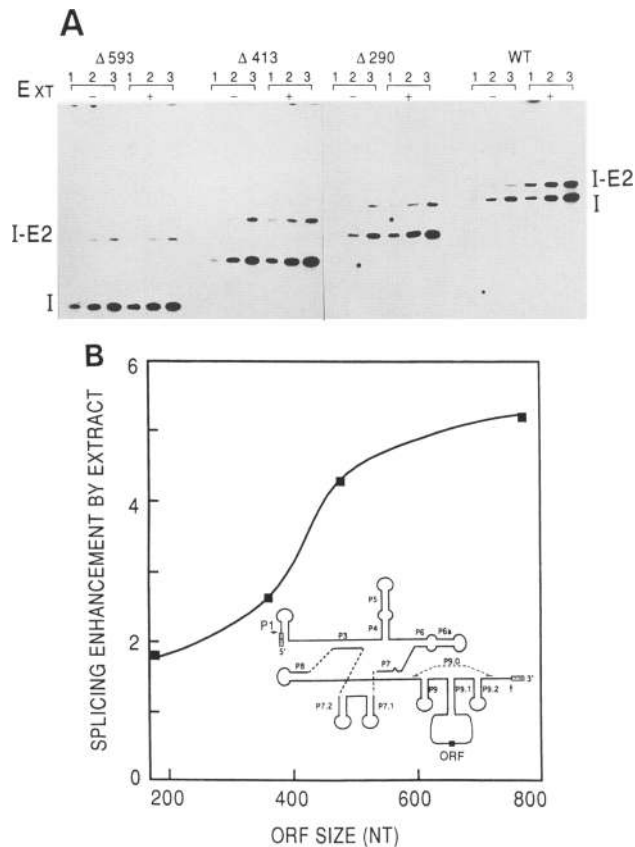 A
Δ593 Δ413 Δ290 WT
1 2 3 1 2 3 1 2 3 1 2 3 1 2 3 1 2 3 1 2 3 1 2 3
EXT - + - + - + - +
I-E2
I
I-E2
I
B
SPLICING ENHANCEMENT BY EXTRACT
6
4
2
0
200 400 600 800
ORF SIZE (NT)
P5
P4
P1
5'
P3
P6 P6a
P8
P7
P9.0
P9 P9.1 P9.2
3'
P7.2 P7.1
ORF